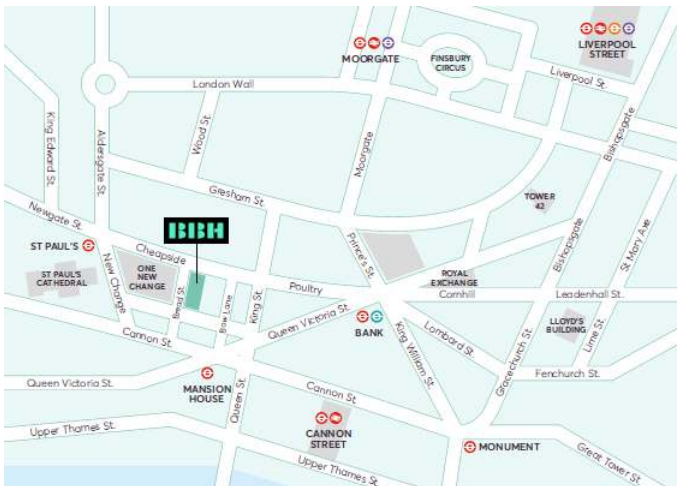 MOORGATE
FINSBURY
CIRCUS
LIVERPOOL
STREET
Liverpool St.
London Wall
King Edward St.
Aldersgate St.
Wood St.
Moorgate
Bishopsgate
Gresham St.
TOWER
42
Newgate St.
BBH
ST PAUL'S
Cheapside
Prince's St.
Bishopsgate
St Mary Axe
ST PAUL'S
CATHEDRAL
New Change
ONE
NEW
CHANGE
Bread St.
Bow Lane
King St.
Poultry
ROYAL
EXCHANGE
Cornhill
Leadenhall St.
Cannon St.
Queen Victoria St.
BANK
King William St.
Lombard St.
Gracechurch St.
LLOYD'S
BUILDING
Lime St.
Fenchurch St.
Queen Victoria St.
MANSION
HOUSE
Queen St.
Cannon St.
CANNON
STREET
Upper Thames St.
Upper Thames St.
MONUMENT
Great Tower St.